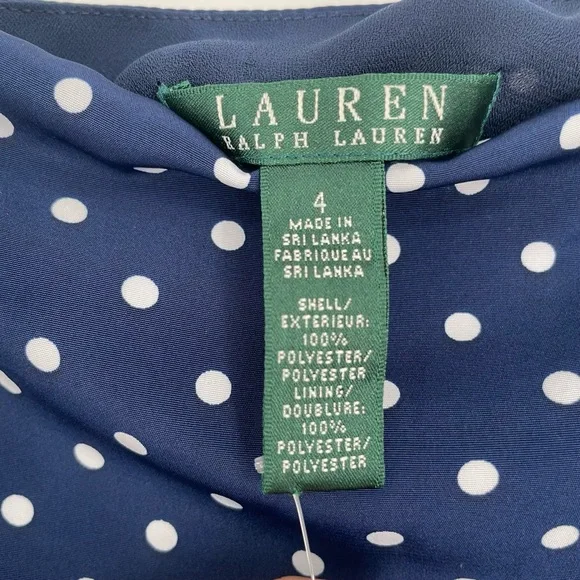 LAUREN
RALPH LAUREN
4
MADE IN
SRI LANKA
FABRIQUE AU
SRI LANKA
SHELL/
EXTERIEUR:
100%
POLYESTER/
POLYESTER
LINING/
DOUBLURE:
100%
POLYESTER/
POLYESTER